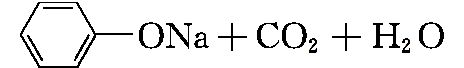 ONa + CO₂ + H₂O